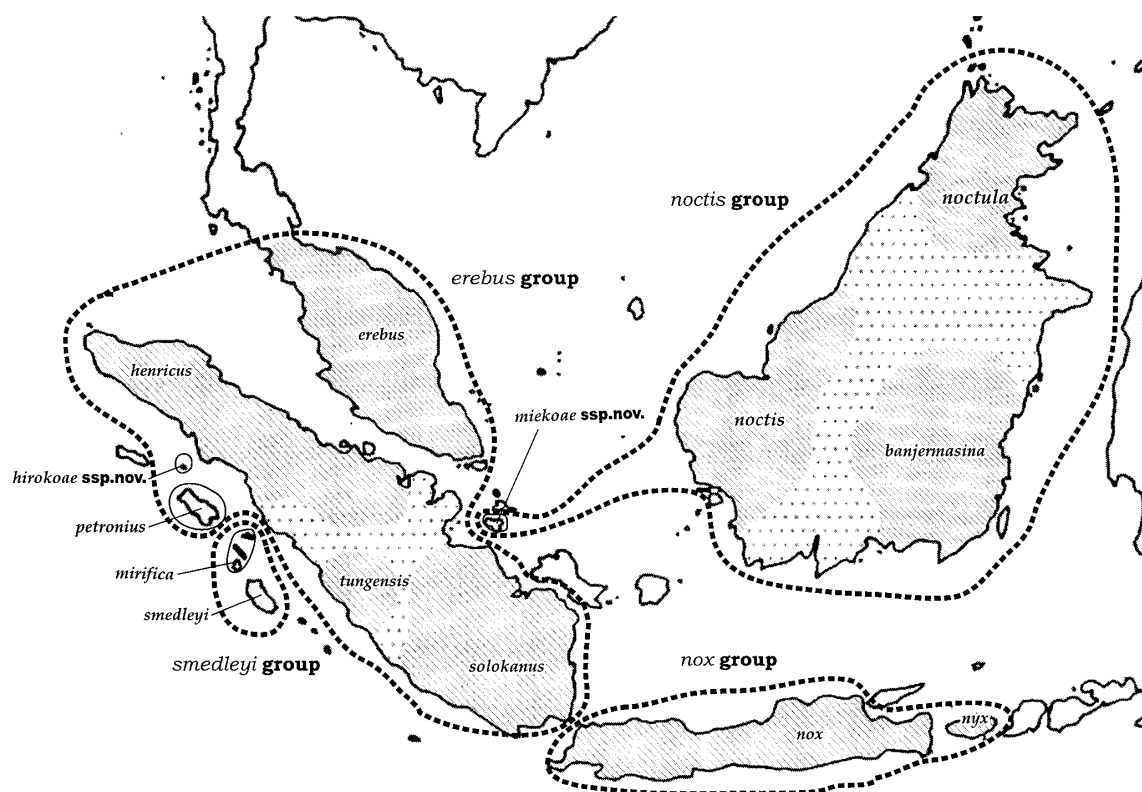 noctis group
noctula
erebus group
erebus
henricus
miekoae ssp.nov.
noctis
banjermasina
hirokoae ssp.nov.
petronius
mirifica
tungensis
smedleyi
smedleyi group
solokanus
nox group
nyx
nox